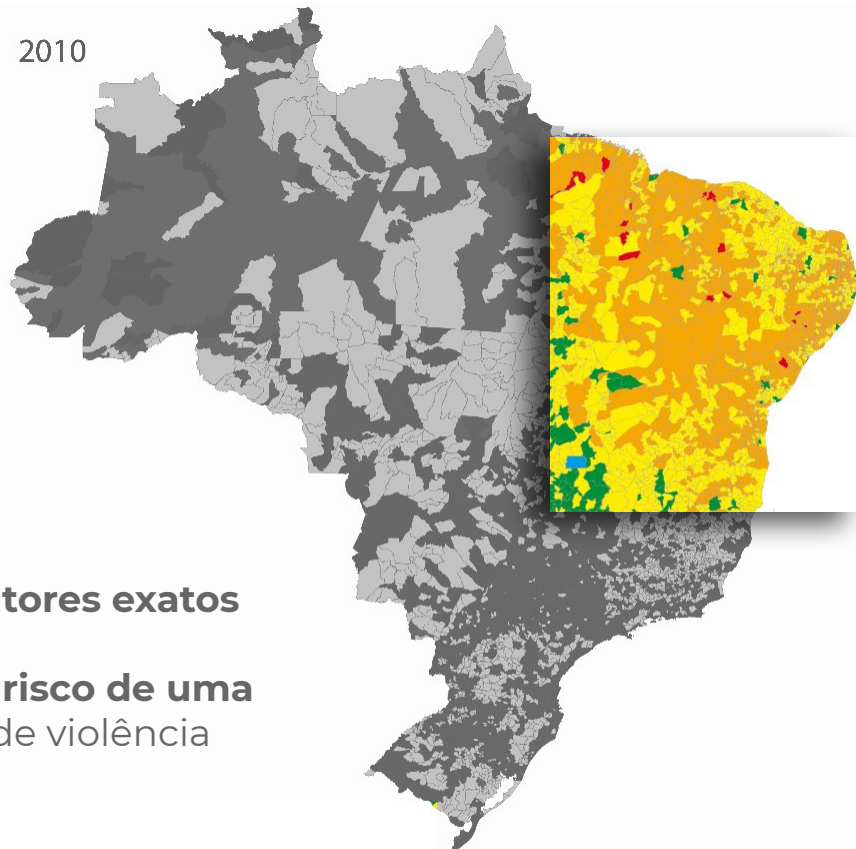 2010
tores exatos
risco de uma
de violência